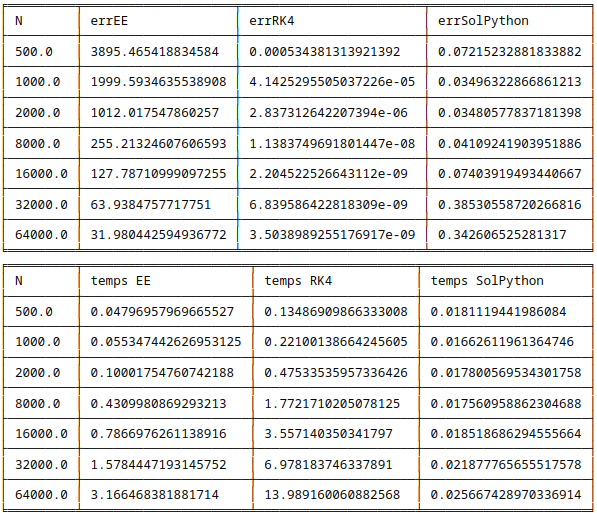 N errEE errRK4 errSolPython
500.0 3895.465418834584 0.000534381313921392 0.07215232881833882
1000.0 1999.5934635538908 4.1425295505037226e-05 0.03496322866861213
2000.0 1012.017547860257 2.837312642207394e-06 0.03480577837181398
8000.0 255.21324607606593 1.1383749691801447e-08 0.04109241903951886
16000.0 127.78710999097255 2.204522526643112e-09 0.07403919493440667
32000.0 63.9384757717751 6.839586422818309e-09 0.38530558720266816
64000.0 31.980442594936772 3.5038989255176917e-09 0.342606525281317
N temps EE temps RK4 temps SolPython
500.0 0.04796957969665527 0.13486909866333008 0.0181119441986084
1000.0 0.055347442626953125 0.22100138664245605 0.01662611961364746
2000.0 0.10001754760742188 0.47533535957336426 0.017800569534301758
8000.0 0.4309980869293213 1.7721710205078125 0.017560958862304688
16000.0 0.7866976261138916 3.557140350341797 0.018518686294555664
32000.0 1.5784447193145752 6.978183746337891 0.021877765655517578
64000.0 3.166468381881714 13.989160060882568 0.025667428970336914